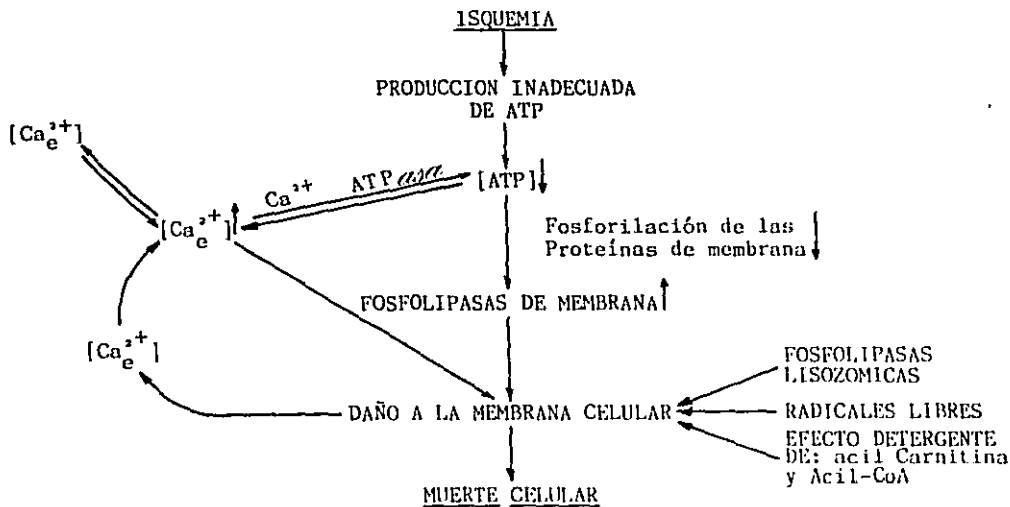 ISQUEMIA
PRODUCCION INADECUADA
DE ATP
[Ca e ²⁺]
Ca ²⁺ ATP asa
[ATP]↓
[Ca e ²⁺]↑
Fosforilación de las
Proteínas de membrana↓
FOSFOLIPASAS DE MEMBRANA↑
[Ca e ²⁺]
FOSFOLIPASAS
LISOZOMICAS
DAÑO A LA MEMBRANA CELULAR
RADICALES LIBRES
EFECTO DETERGENTE
DE: acil Carnitina
y Acil-CoA
MUERTE CELULAR